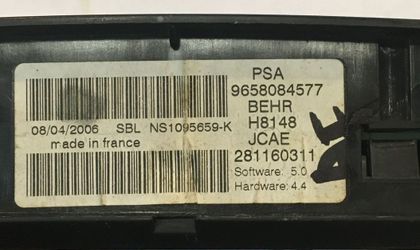 PSA
9658084577
BEHR
H8148
JCAE
281160311
Software: 5.0
Hardware: 4.4
08/04/2006 SBL NS1095659-K
made in france